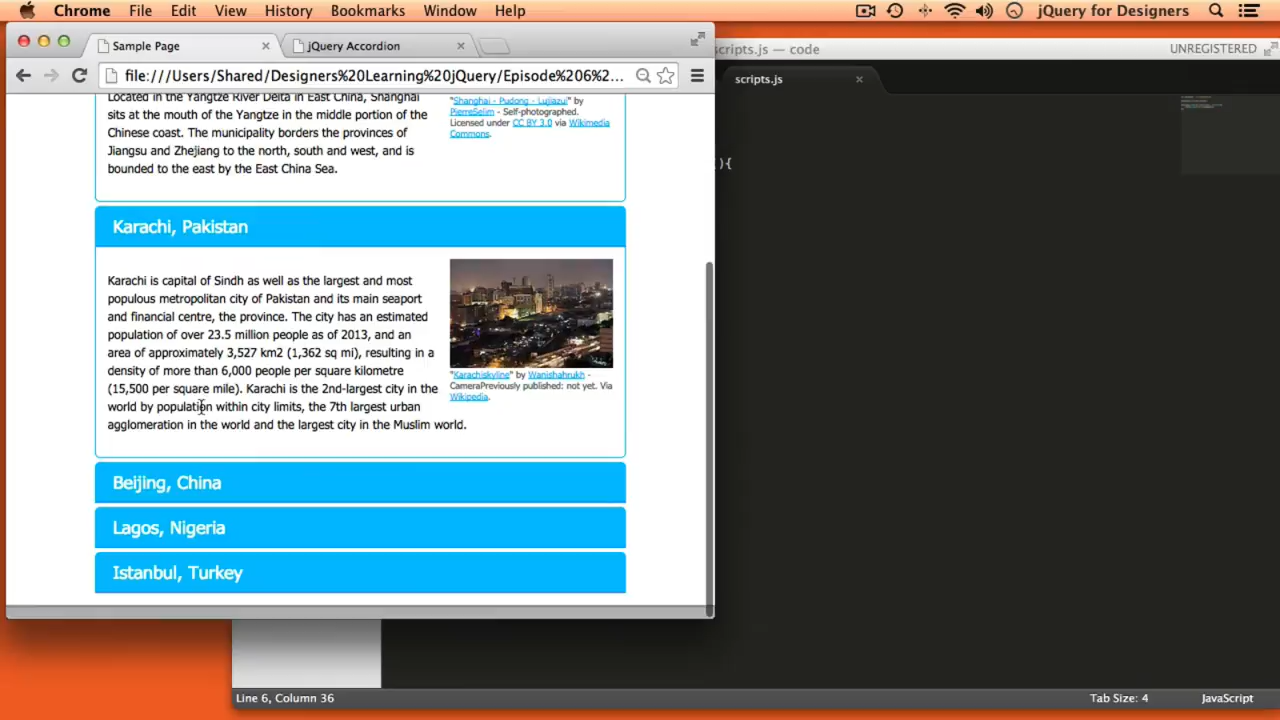 Chrome File Edit View History Bookmarks Window Help jQuery for Designers
Sample Page
jQuery Accordion
file:///Users/Shared/Designers%20Learning%20jQuery/Episode%206%2...
scripts.js — code
UNREGISTERED
scripts.js
){
Located in the Yangtze River Delta in East China, Shanghai
sits at the mouth of the Yangtze in the middle portion of the
Chinese coast. The municipality borders the provinces of
Jiangsu and Zhejiang to the north, south and west, and is
bounded to the east by the East China Sea.
"Shanghai - Pudong - Lujiazui" by
PierreSelim - Self-photographed.
Licensed under CC BY 3.0 via Wikimedia
Commons.
Karachi, Pakistan
Karachi is capital of Sindh as well as the largest and most
populous metropolitan city of Pakistan and its main seaport
and financial centre, the province. The city has an estimated
population of over 23.5 million people as of 2013, and an
area of approximately 3,527 km2 (1,362 sq mi), resulting in a
density of more than 6,000 people per square kilometre
(15,500 per square mile). Karachi is the 2nd-largest city in the
world by population within city limits, the 7th largest urban
agglomeration in the world and the largest city in the Muslim world.
"Karachiskyline" by Wanishahrukh -
CameraPreviously published: not yet. Via
Wikipedia.
Beijing, China
Lagos, Nigeria
Istanbul, Turkey
Line 6, Column 36
Tab Size: 4
JavaScript